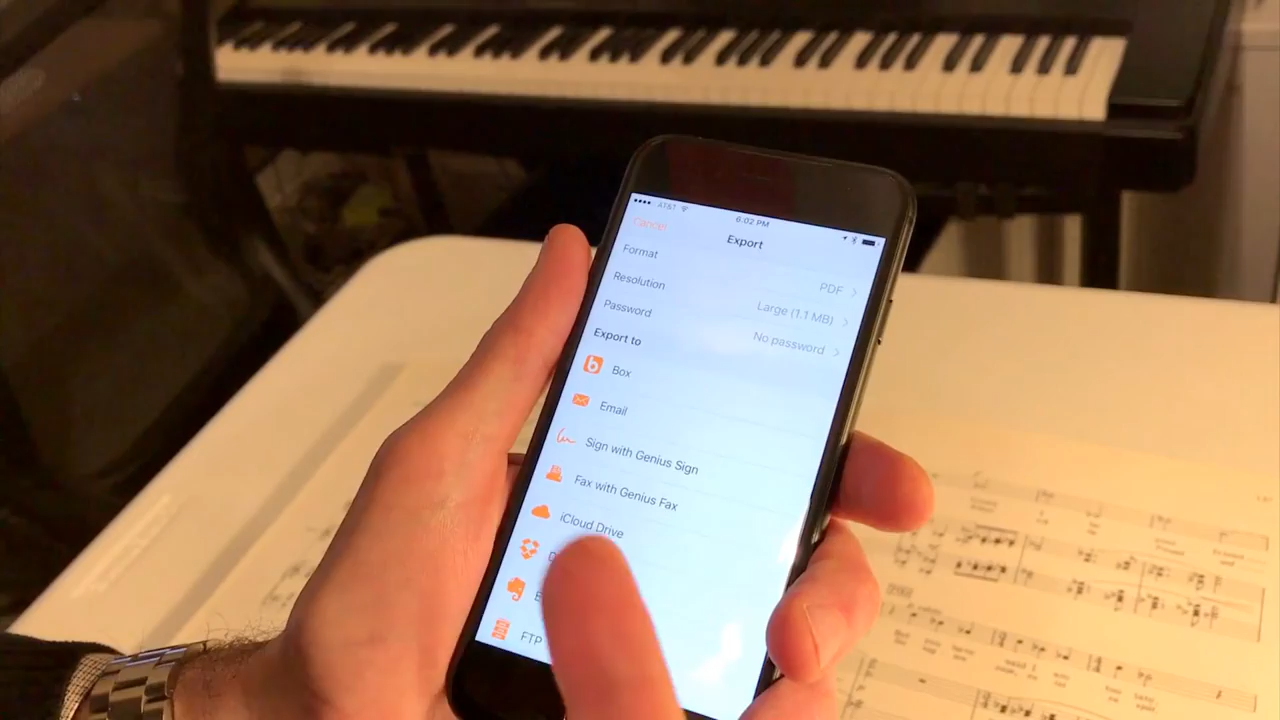 AT&T
6:02 PM
Cancel
Export
Format
PDF
Resolution
Large (1.1 MB)
Password
No password
Export to
Box
Email
Sign with Genius Sign
Fax with Genius Fax
iCloud Drive
FTP